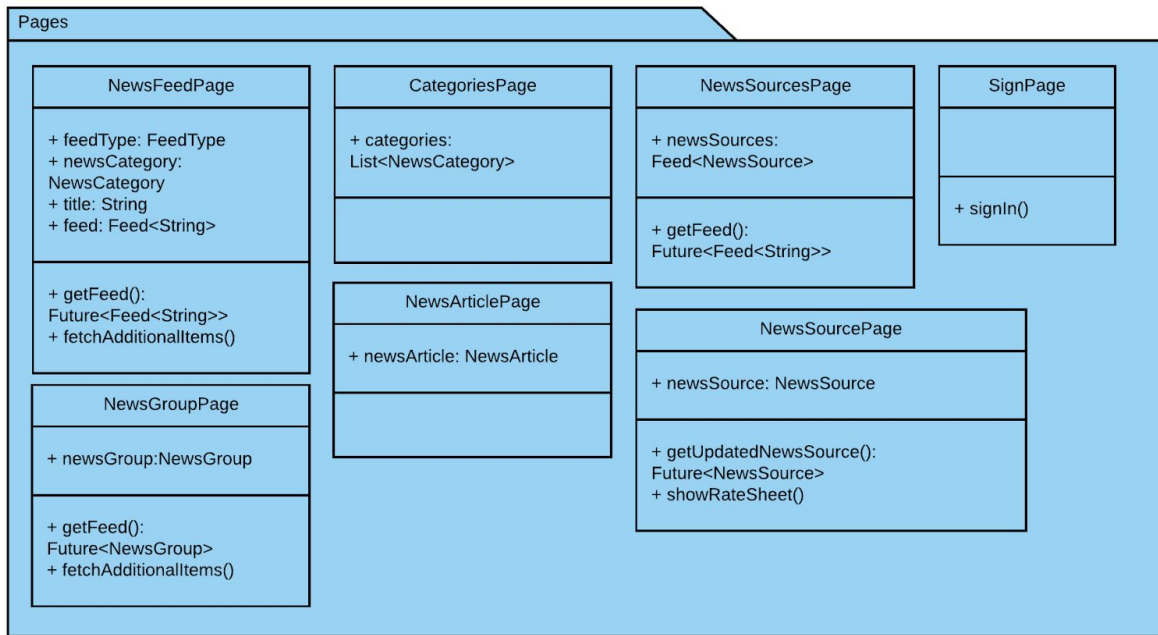 Pages
NewsFeedPage
+ feedType: FeedType
+ newsCategory:
NewsCategory
+ title: String
+ feed: Feed<String>
+ getFeed():
Future<Feed<String>>
+ fetchAdditionalItems()
CategoriesPage
+ categories:
List<NewsCategory>
NewsSourcesPage
+ newsSources:
Feed<NewsSource>
+ getFeed():
Future<Feed<String>>
SignPage
+ signIn()
NewsGroupPage
+ newsGroup:NewsGroup
+ getFeed():
Future<NewsGroup>
+ fetchAdditionalItems()
NewsArticlePage
+ newsArticle: NewsArticle
NewsSourcePage
+ newsSource: NewsSource
+ getUpdatedNewsSource():
Future<NewsSource>
+ showRateSheet()